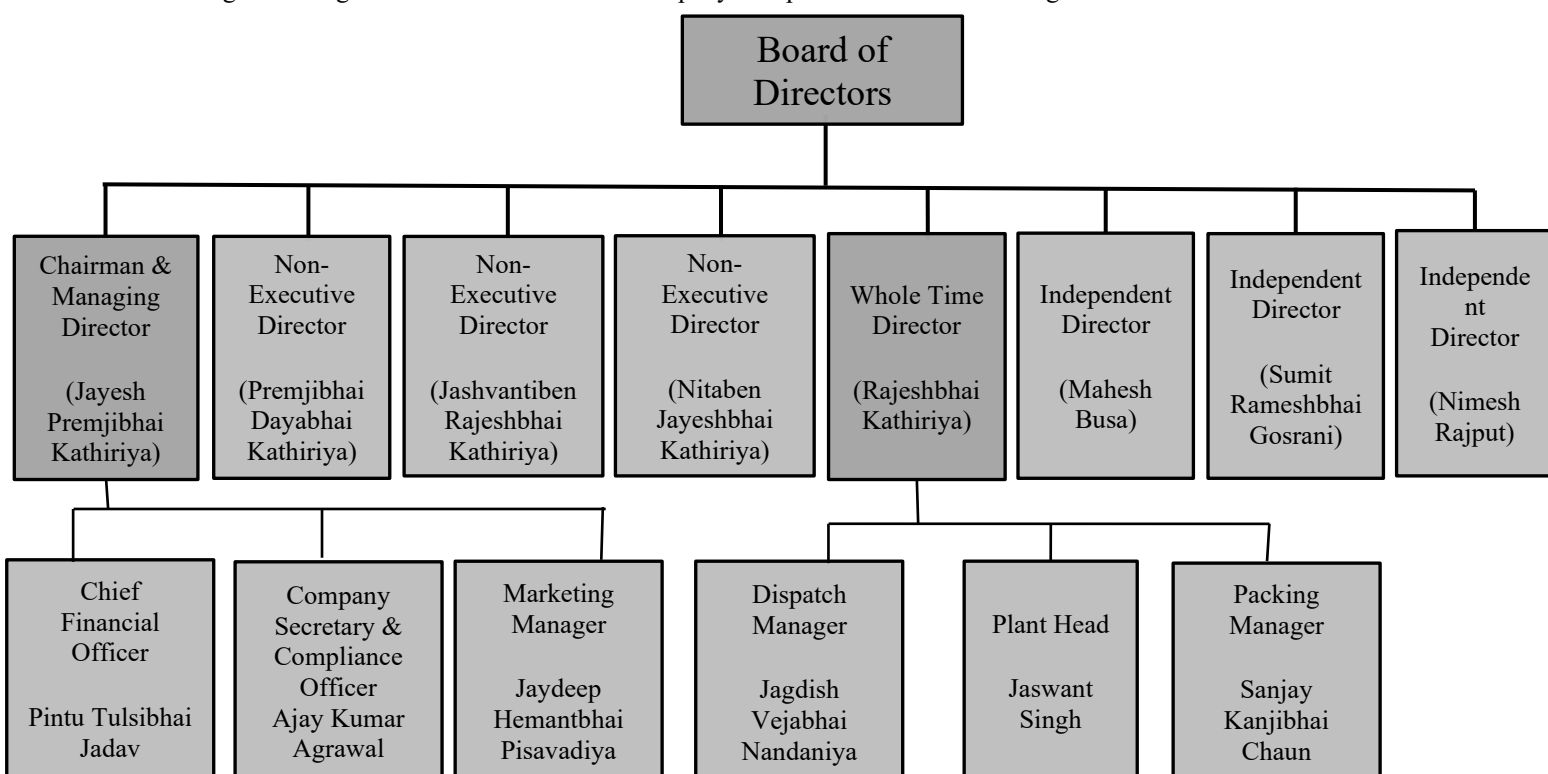 Board of
Directors
Chairman &
Managing
Director
(Jayesh
Premjibhai
Kathiriya)
Non-
Executive
Director
(Premjibhai
Dayabhai
Kathiriya)
Non-
Executive
Director
(Jashvantiben
Rajeshbhai
Kathiriya)
Non-
Executive
Director
(Nitaben
Jayeshbhai
Kathiriya)
Whole Time
Director
(Rajeshbhai
Kathiriya)
Independent
Director
(Mahesh
Busa)
Independent
Director
(Sumit
Rameshbhai
Gosrani)
Independe
nt
Director
(Nimesh
Rajput)
Chief
Financial
Officer
Pintu Tulsibhai
Jadav
Company
Secretary &
Compliance
Officer
Ajay Kumar
Agrawal
Marketing
Manager
Jaydeep
Hemantbhai
Pisavadiya
Dispatch
Manager
Jagdish
Vejabhai
Nandaniya
Plant Head
Jaswant
Singh
Packing
Manager
Sanjay
Kanjibhai
Chaun